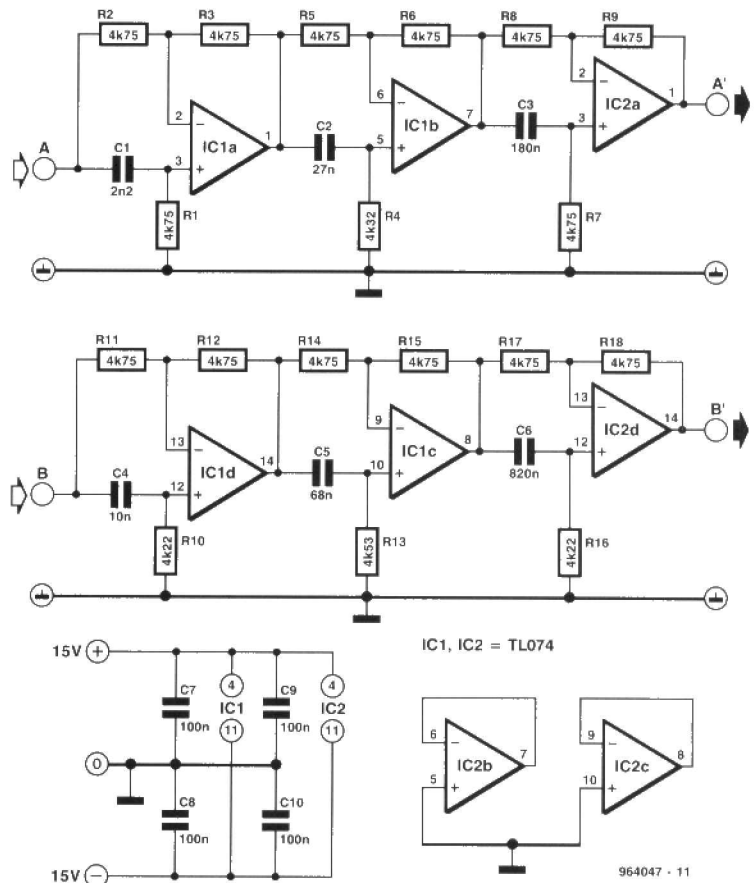 R2 R3 R5 R6 R8 R9
4k75 4k75 4k75 4k75 4k75 4k75
A C1 2n2 2 3 − + IC1a 1
C2 27n 6 5 − + IC1b 7
C3 180n 2 3 − + IC2a 1 A'
4k75 R1 4k32 R4 4k75 R7
R11 R12 R14 R15 R17 R18
4k75 4k75 4k75 4k75 4k75 4k75
B C4 10n 13 12 − + IC1d 14
C5 68n 9 10 − + IC1c 8
C6 820n 13 12 − + IC2d 14 B'
4k22 R10 4k53 R13 4k22 R16
15V + C7 100n 4 IC1 11 C9 100n 4 IC2 11
0
C8 100n C10 100n
15V −
IC1, IC2 = TL074
6 5 − + IC2b 7
9 10 − + IC2c 8
964047 - 11